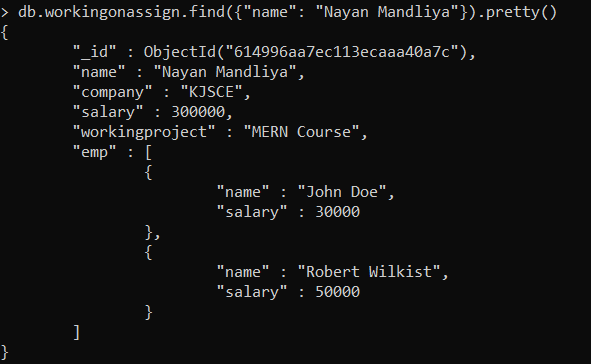 > db.workingonassign.find({"name": "Nayan Mandliya"}).pretty()
{
        "_id" : ObjectId("614996aa7ec113ecaaa40a7c"),
        "name" : "Nayan Mandliya",
        "company" : "KJSCE",
        "salary" : 300000,
        "workingproject" : "MERN Course",
        "emp" : [
                {
                        "name" : "John Doe",
                        "salary" : 30000
                },
                {
                        "name" : "Robert Wilkist",
                        "salary" : 50000
                }
        ]
}